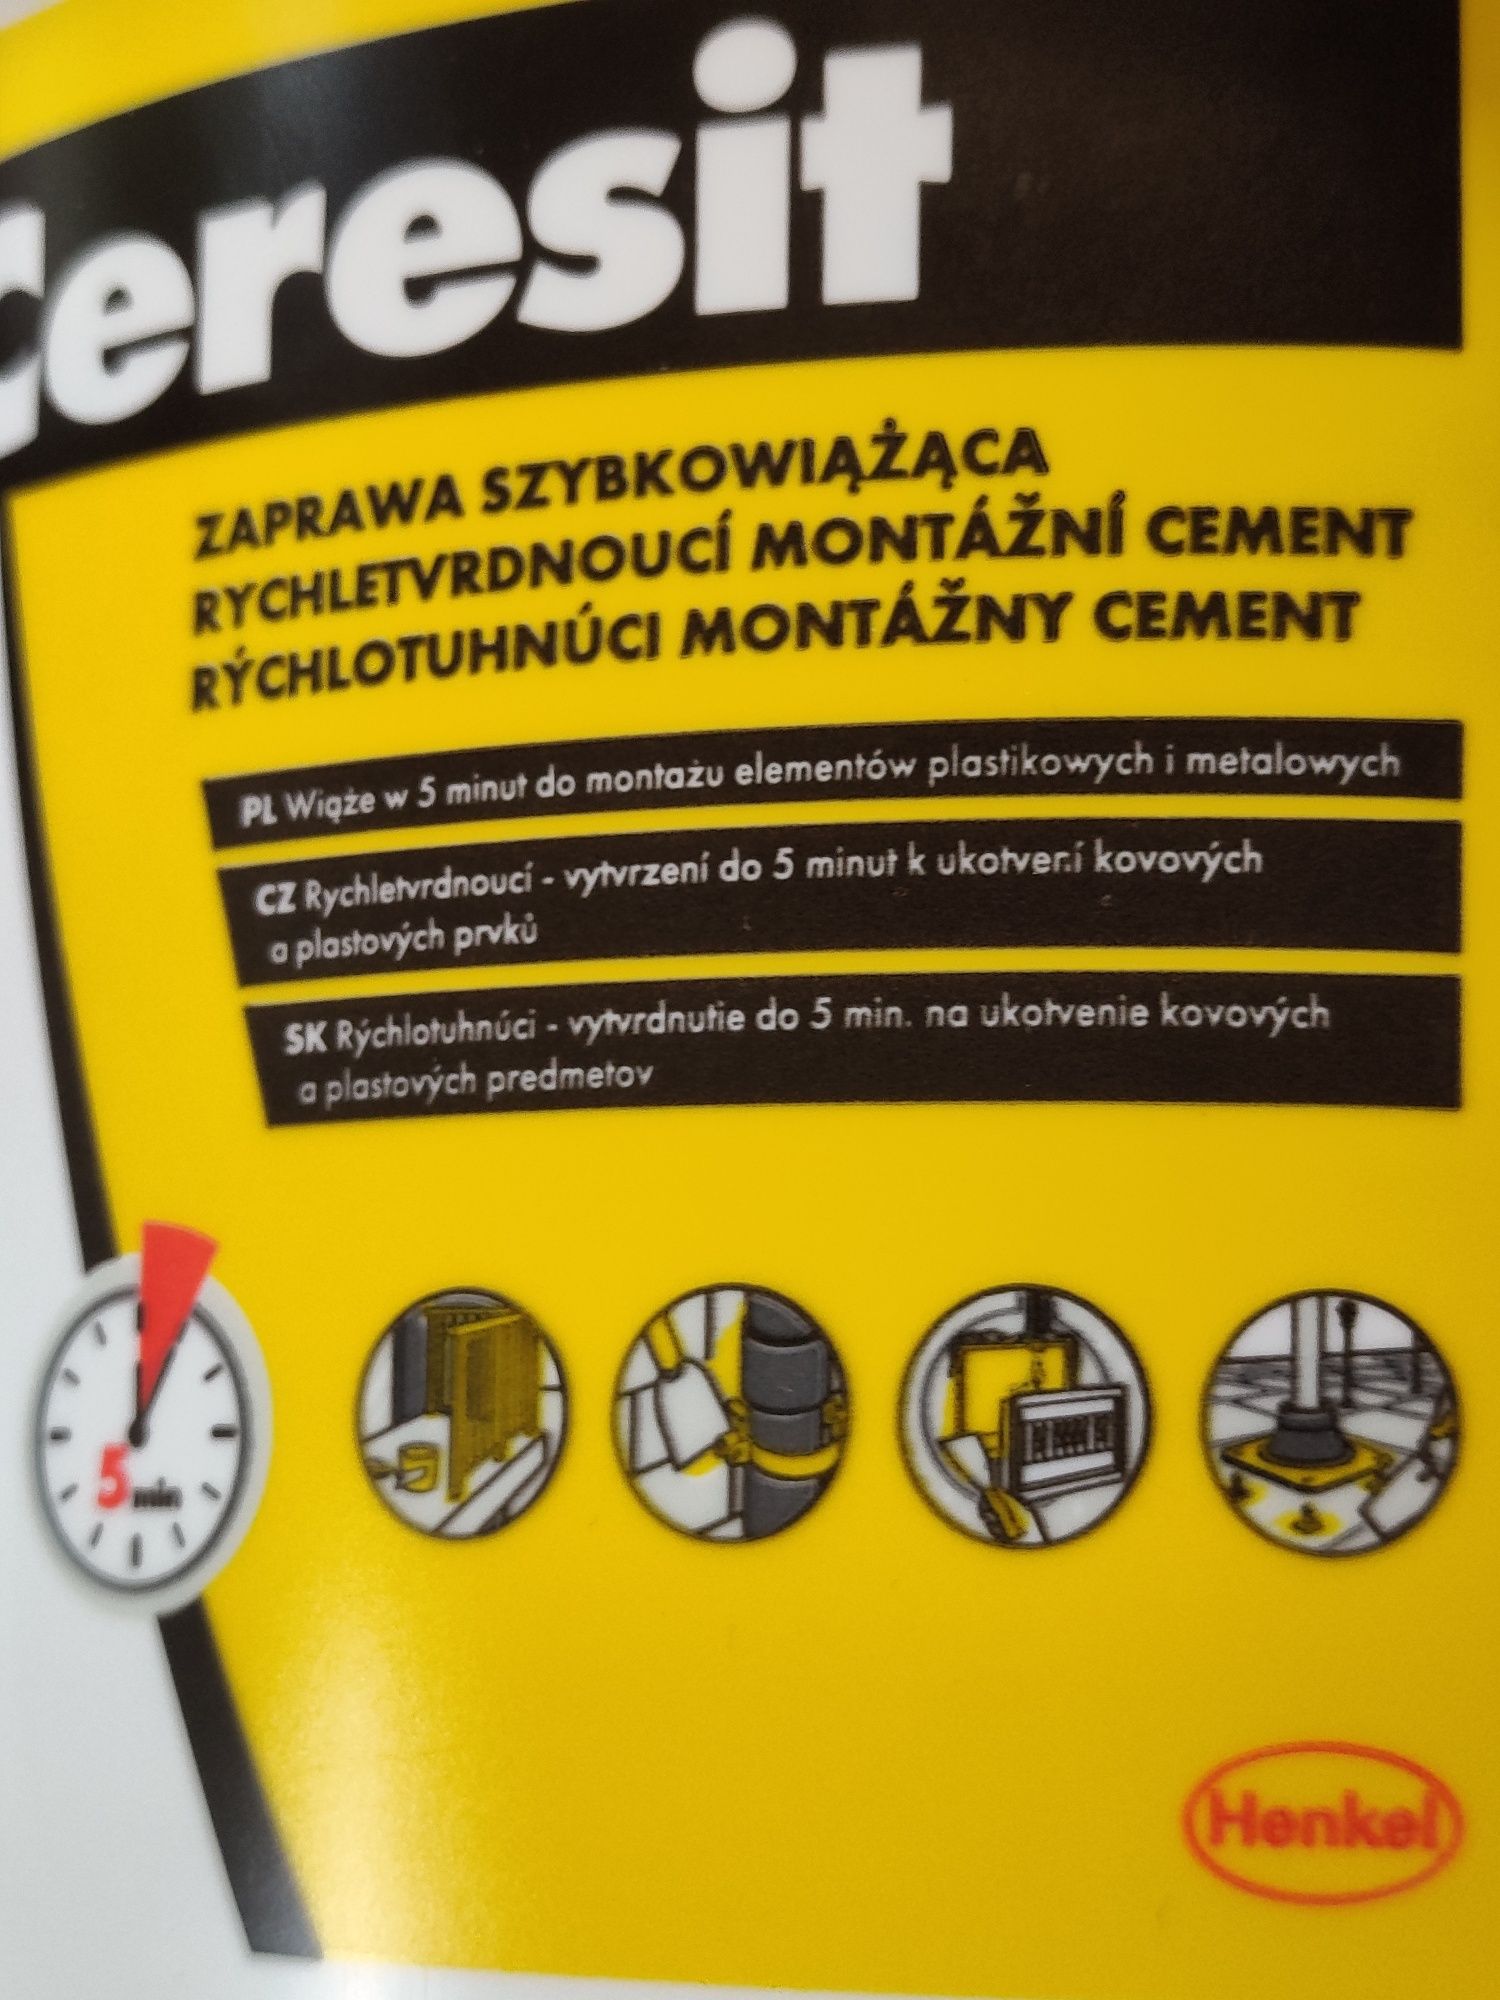 Ceresit
ZAPRAWA SZYBKOWIĄŻĄCA
RYCHLETVRDNOUCÍ MONTÁŽNÍ CEMENT
RÝCHLOTUHNÚCI MONTÁŽNY CEMENT
PL Wiąże w 5 minut do montażu elementów plastikowych i metalowych
CZ Rychletvrdnoucí - vytvrzení do 5 minut k ukotvení kovových
a plastových prvků
SK Rýchlotuhnúci - vytvrdnutie do 5 min. na ukotvenie kovových
a plastových predmetov
5 min
Henkel